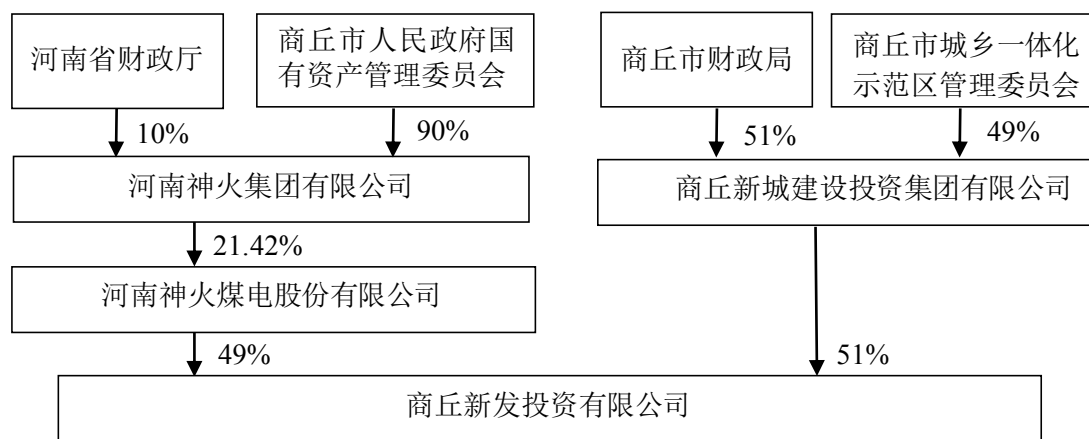 河南省财政厅
商丘市人民政府国
有资产管理委员会
商丘市财政局
商丘市城乡一体化
示范区管理委员会
10%
90%
51%
49%
河南神火集团有限公司
商丘新城建设投资集团有限公司
21.42%
河南神火煤电股份有限公司
49%
51%
商丘新发投资有限公司